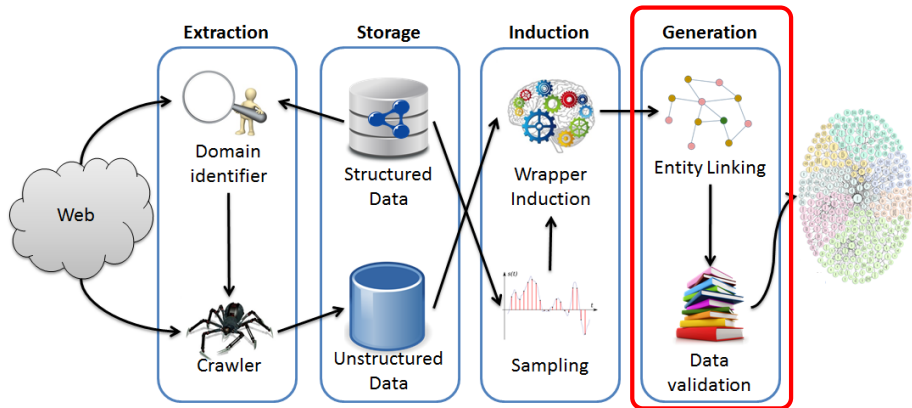 Extraction
Storage
Induction
Generation
Web
Domain
identifier
Crawler
Structured
Data
Unstructured
Data
Wrapper
Induction
x(t)
t
Sampling
Entity Linking
Data
validation